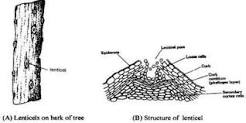 Lenticel pore
Epidermis
Loose cells
lenticel
Cork
Cork
cambium
(phellogen layer)
Secondary
cortex cells
(A) Lenticels on bark of tree
(B) Structure of lenticel